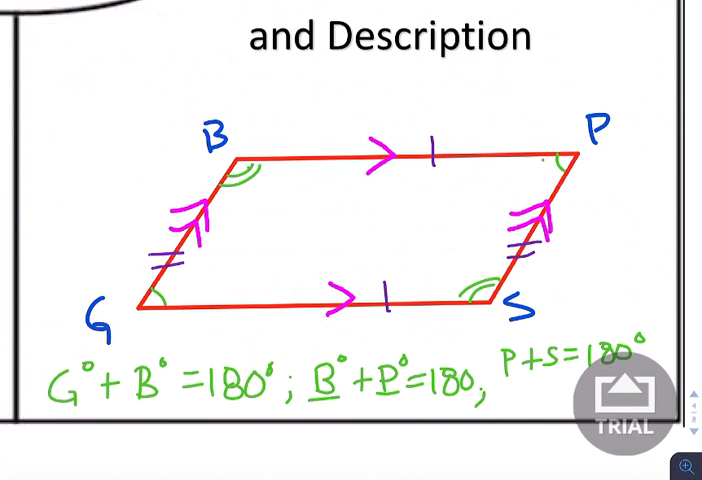 and Description
B
P
G
S
G° + B° = 180° ; B° + P° = 180, P + S = 180°
TRIAL